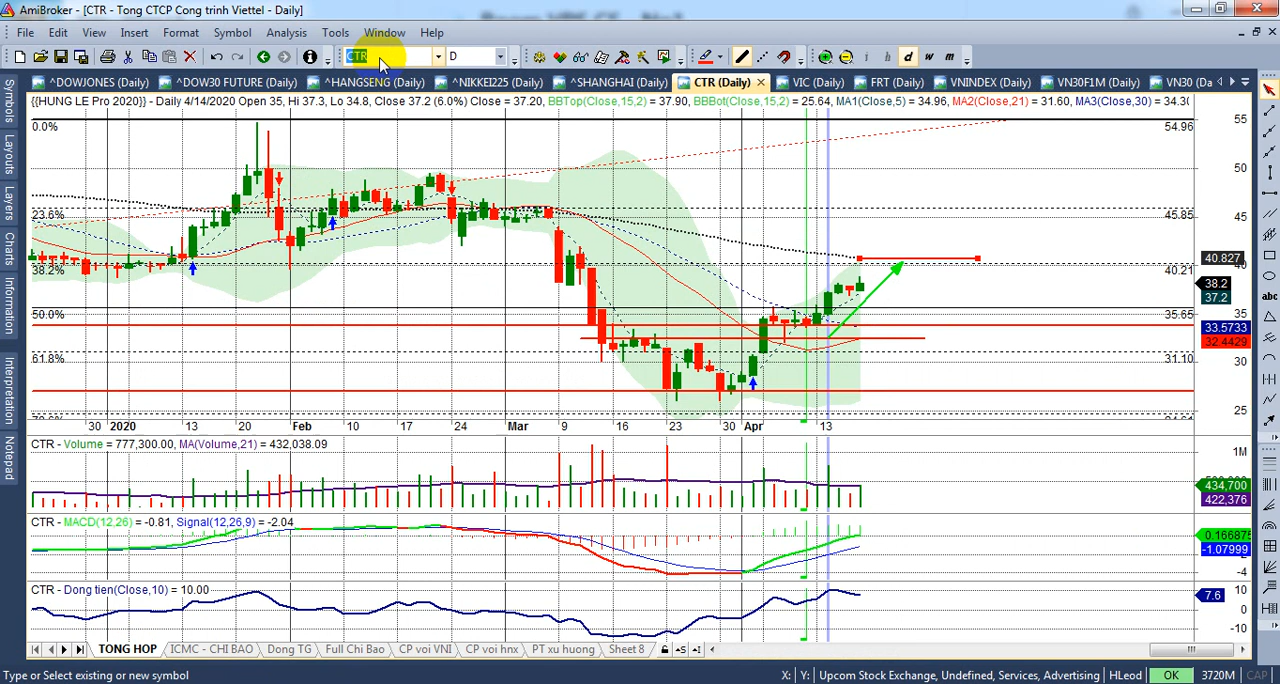 AmiBroker - [CTR - Tong CTCP Cong trinh Viettel - Daily]
File Edit View Insert Format Symbol Analysis Tools Window Help
CTR D i h d w m
^DOWJONES (Daily) ^DOW30 FUTURE (Daily) ^HANGSENG (Daily) ^NIKKEI225 (Daily) ^SHANGHAI (Daily) CTR (Daily) VIC (Daily) FRT (Daily) VNINDEX (Daily) VN30F1M (Daily) VN30 (Da
{{HUNG LE Pro 2020}} - Daily 4/14/2020 Open 35, Hi 37.3, Lo 34.8, Close 37.2 (6.0%) Close = 37.20, BBTop(Close,15,2) = 37.90, BBBot(Close,15,2) = 25.64, MA1(Close,5) = 34.96, MA2(Close,21) = 31.60, MA3(Close,30) = 34.30
Symbols
Layouts
Layers
Charts
Information
Interpretation
Notepad
abc
0.0% 54.96 55
50
23.6% 45.85 45
40.827
38.2% 40.21 40
38.2
37.2
50.0% 35.65 35
33.5733
32.4429
61.8% 31.10 30
25
30 2020 13 20 Feb 10 17 24 Mar 9 16 23 30 Apr 13
CTR - Volume = 777,300.00, MA(Volume,21) = 432,038.09
1M
434,700
422,376
CTR - MACD(12,26) = -0.81, Signal(12,26,9) = -2.04
0.166875
-1.07999
-4
CTR - Dong tien(Close,10) = 10.00
10
7.6
0
-10
TONG HOP ICMC - CHI BAO Dong TG Full Chi Bao CP voi VNI CP voi hnx PT xu huong Sheet 8
Type or Select existing or new symbol X: Y: Upcom Stock Exchange, Undefined, Services, Advertising HLeod OK 3720M CAP